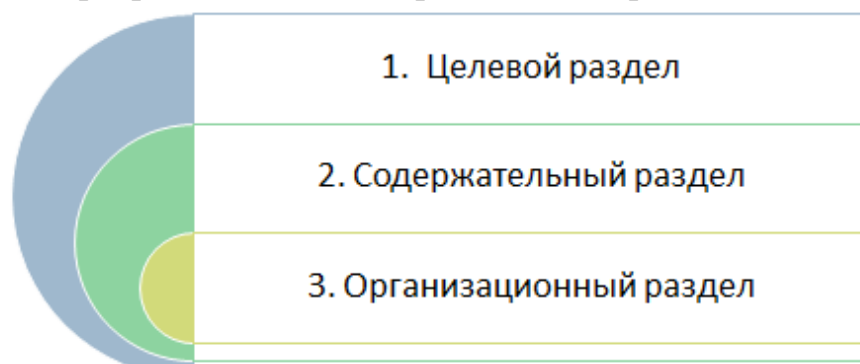 1. Целевой раздел
2. Содержательный раздел
3. Организационный раздел